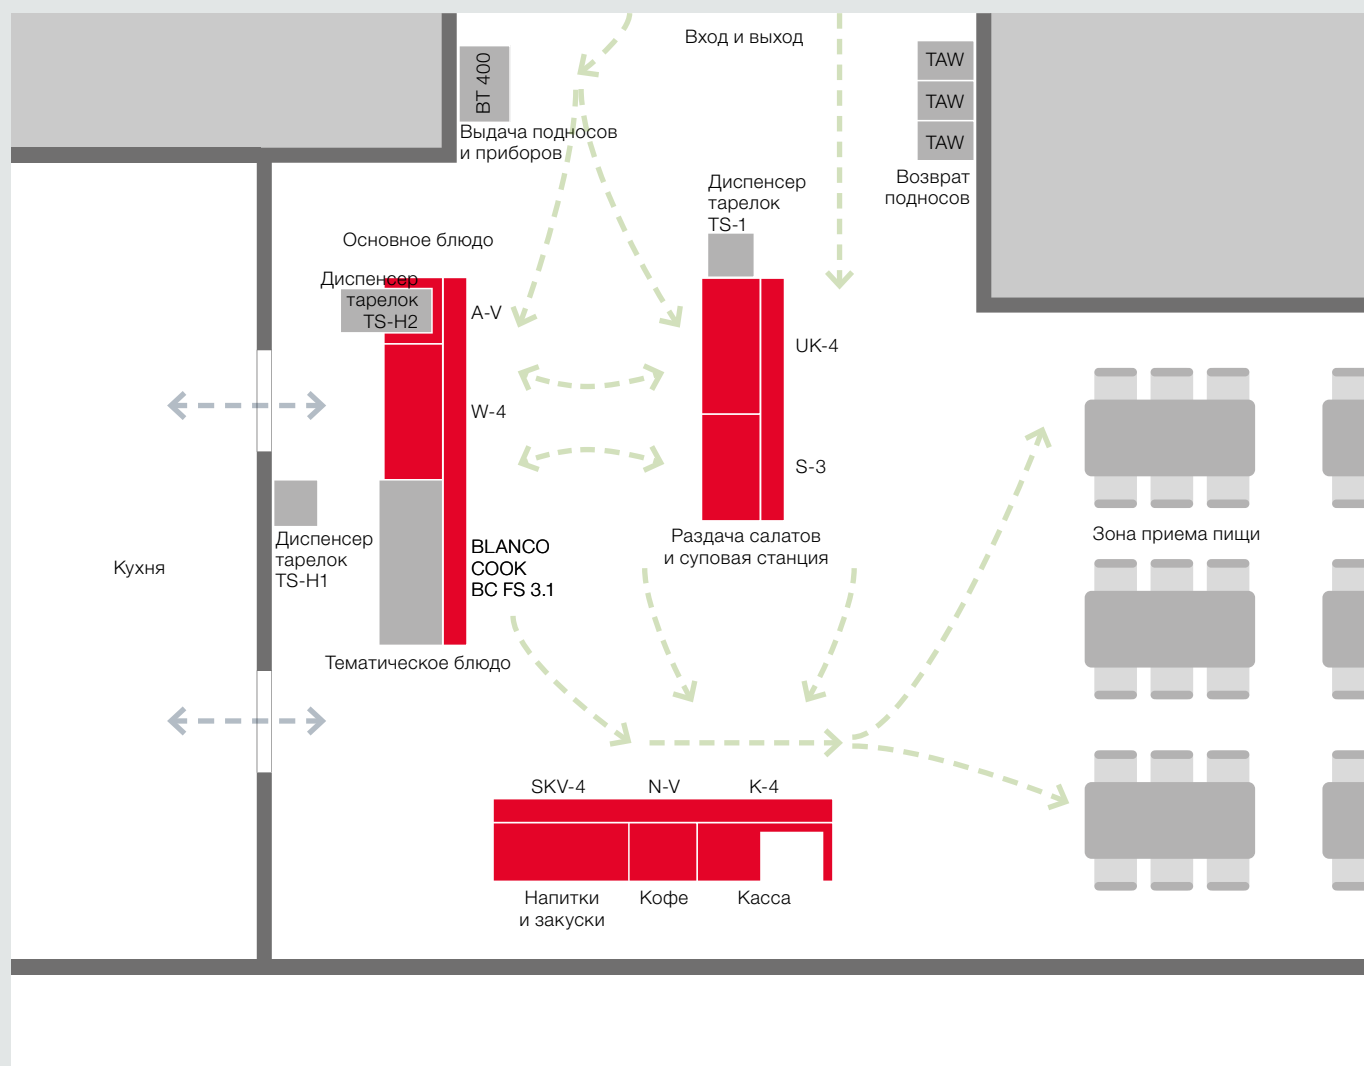 Вход и выход
BT 400
Выдача подносов
и приборов
TAW
TAW
TAW
Возврат
подносов
Диспенсер
тарелок
TS-1
Основное блюдо
Диспенсер
тарелок
TS-H2
A-V
W-4
UK-4
S-3
Раздача салатов
и суповая станция
Диспенсер
тарелок
TS-H1
Кухня
BLANCO
COOK
BC FS 3.1
Тематическое блюдо
Зона приема пищи
SKV-4
N-V
K-4
Напитки
и закуски
Кофе
Касса